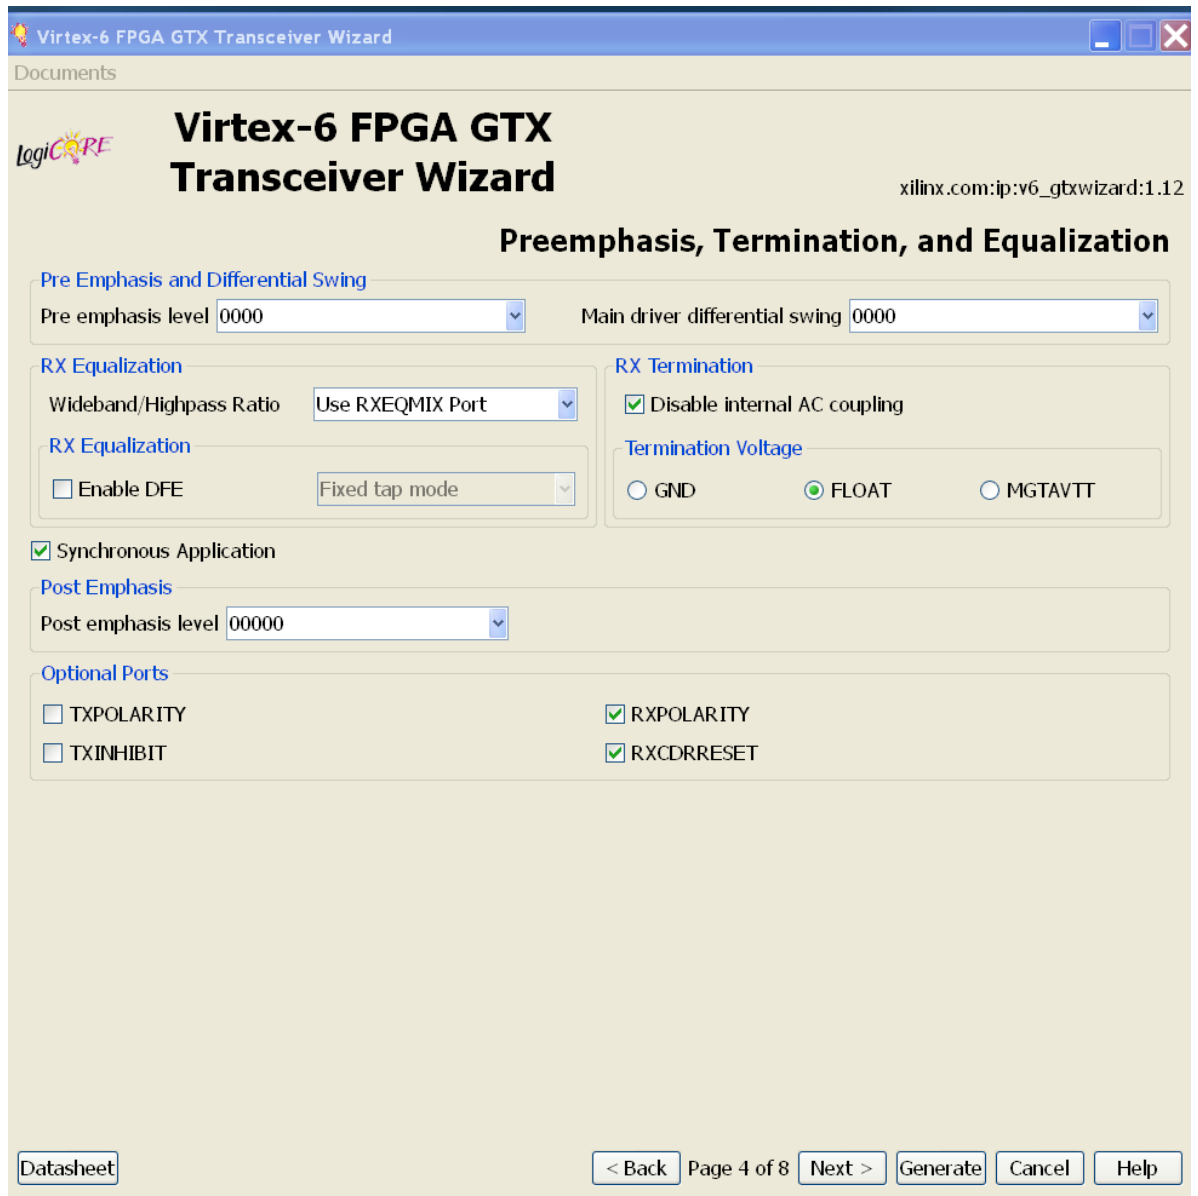 Virtex-6 FPGA GTX Transceiver Wizard
Documents
LogiCORE
Virtex-6 FPGA GTX
Transceiver Wizard
xilinx.com:ip:v6_gtxwizard:1.12
Preemphasis, Termination, and Equalization
Pre Emphasis and Differential Swing
Pre emphasis level 0000 Main driver differential swing 0000
RX Equalization RX Termination
Wideband/Highpass Ratio Use RXEQMIX Port Disable internal AC coupling
RX Equalization Termination Voltage
Enable DFE Fixed tap mode GND FLOAT MGTAVTT
Synchronous Application
Post Emphasis
Post emphasis level 00000
Optional Ports
TXPOLARITY RXPOLARITY
TXINHIBIT RXCDRRESET
Datasheet < Back Page 4 of 8 Next > Generate Cancel Help